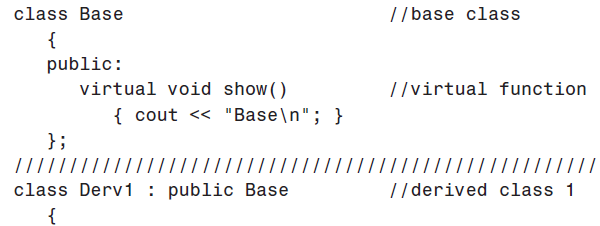 class Base                        //base class
   {
   public:
      virtual void show()         //virtual function
         { cout << "Base\n"; }
   };
////////////////////////////////////////////////////////
class Derv1 : public Base         //derived class 1
   {